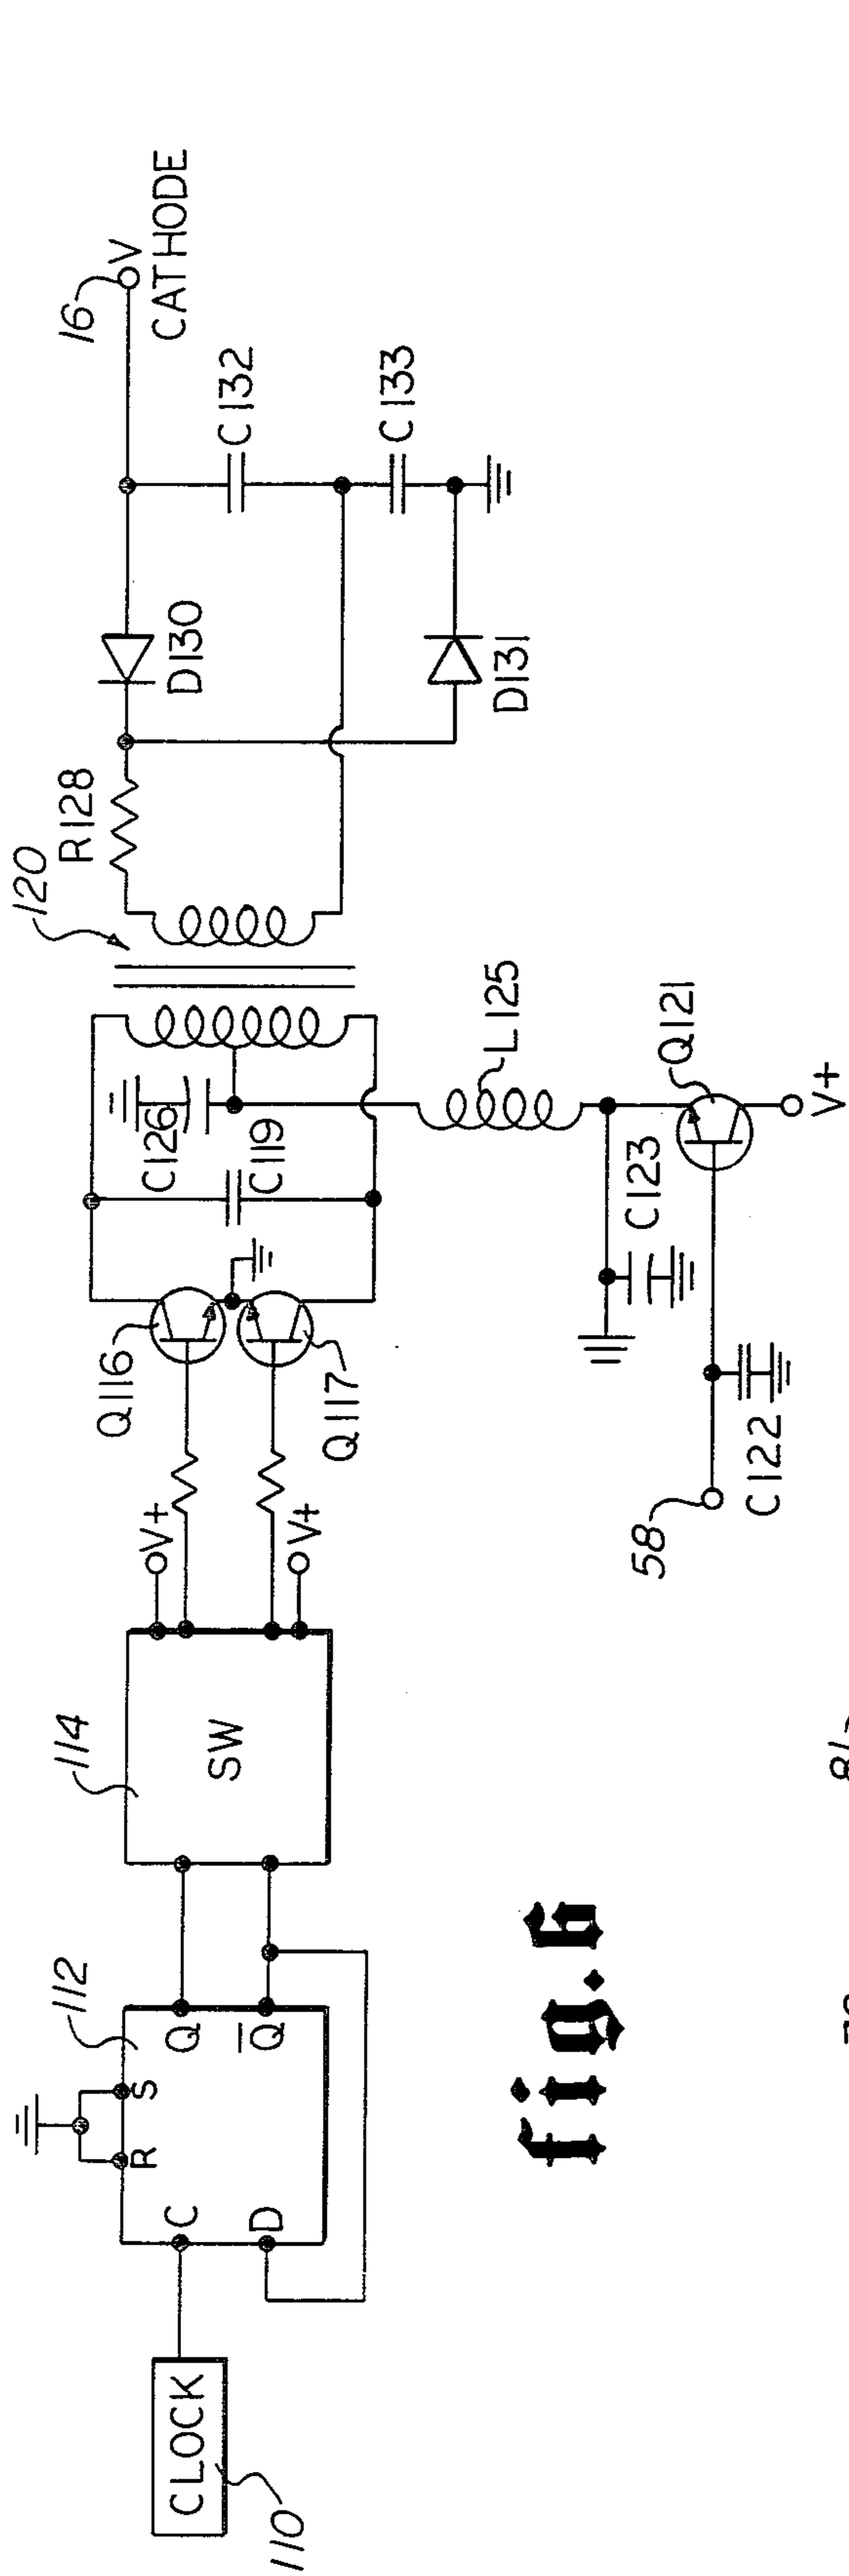 110
CLOCK
C
D
R
S
Q
Q̅
112
114
SW
V+
V+
Q116
Q117
C126
C119
120
R128
D130
D131
C132
C133
16
V
CATHODE
L125
Q121
V+
C123
C122
58
fig.6